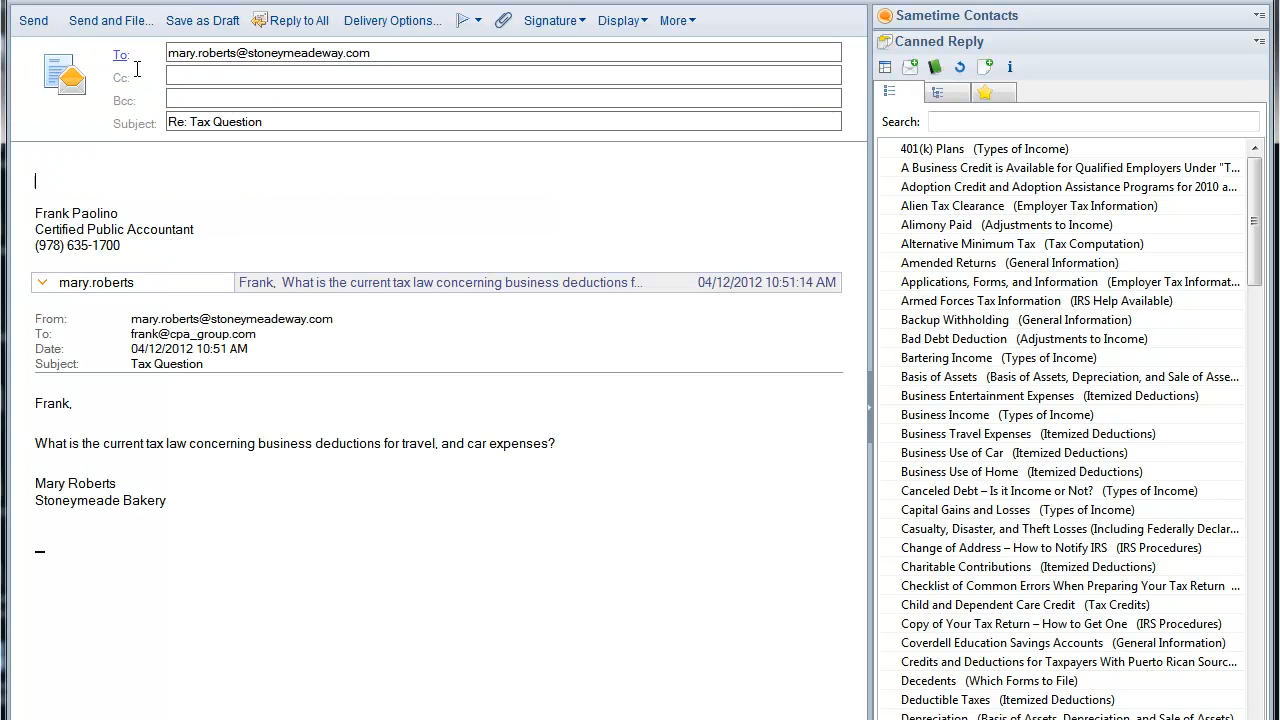 Send Send and File... Save as Draft Reply to All Delivery Options... Signature Display More
To: mary.roberts@stoneymeadeway.com
Cc:
Bcc:
Subject: Re: Tax Question
Frank Paolino
Certified Public Accountant
(978) 635-1700
mary.roberts Frank, What is the current tax law concerning business deductions f... 04/12/2012 10:51:14 AM
From: mary.roberts@stoneymeadeway.com
To: frank@cpa_group.com
Date: 04/12/2012 10:51 AM
Subject: Tax Question
Frank,
What is the current tax law concerning business deductions for travel, and car expenses?
Mary Roberts
Stoneymeade Bakery
Sametime Contacts
Canned Reply
Search:
401(k) Plans (Types of Income)
A Business Credit is Available for Qualified Employers Under "T...
Adoption Credit and Adoption Assistance Programs for 2010 a...
Alien Tax Clearance (Employer Tax Information)
Alimony Paid (Adjustments to Income)
Alternative Minimum Tax (Tax Computation)
Amended Returns (General Information)
Applications, Forms, and Information (Employer Tax Informat...
Armed Forces Tax Information (IRS Help Available)
Backup Withholding (General Information)
Bad Debt Deduction (Adjustments to Income)
Bartering Income (Types of Income)
Basis of Assets (Basis of Assets, Depreciation, and Sale of Asse...
Business Entertainment Expenses (Itemized Deductions)
Business Income (Types of Income)
Business Travel Expenses (Itemized Deductions)
Business Use of Car (Itemized Deductions)
Business Use of Home (Itemized Deductions)
Canceled Debt – Is it Income or Not? (Types of Income)
Capital Gains and Losses (Types of Income)
Casualty, Disaster, and Theft Losses (Including Federally Declar...
Change of Address – How to Notify IRS (IRS Procedures)
Charitable Contributions (Itemized Deductions)
Checklist of Common Errors When Preparing Your Tax Return ...
Child and Dependent Care Credit (Tax Credits)
Copy of Your Tax Return – How to Get One (IRS Procedures)
Coverdell Education Savings Accounts (General Information)
Credits and Deductions for Taxpayers With Puerto Rican Sourc...
Decedents (Which Forms to File)
Deductible Taxes (Itemized Deductions)
Depreciation (Basis of Assets, Depreciation, and Sale of Assets)